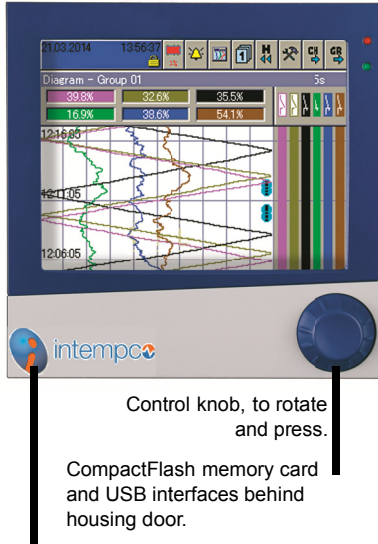 21.03.2014 13:56:37 H CH GR
Diagram - Group 01 5s
39.8% 32.6% 35.5%
16.9% 38.6% 54.1%
12:16:05
12:11:05
12:06:05
intempco
Control knob, to rotate
and press.
CompactFlash memory card
and USB interfaces behind
housing door.